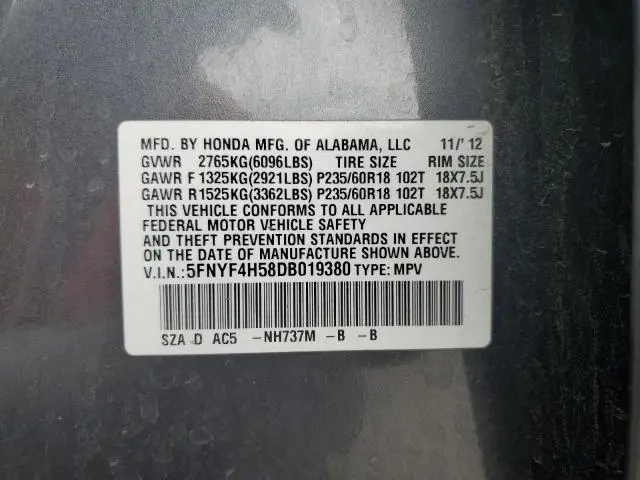 MFD. BY HONDA MFG. OF ALABAMA, LLC 11/'12
GVWR 2765KG(6096LBS) TIRE SIZE RIM SIZE
GAWR F 1325KG(2921LBS) P235/60R18 102T 18X7.5J
GAWR R 1525KG(3362LBS) P235/60R18 102T 18X7.5J
THIS VEHICLE CONFORMS TO ALL APPLICABLE
FEDERAL MOTOR VEHICLE SAFETY
AND THEFT PREVENTION STANDARDS IN EFFECT
ON THE DATE OF MANUFACTURE SHOWN ABOVE.
V.I.N.:5FNYF4H58DB019380 TYPE: MPV
SZA D AC5 -NH737M -B -B